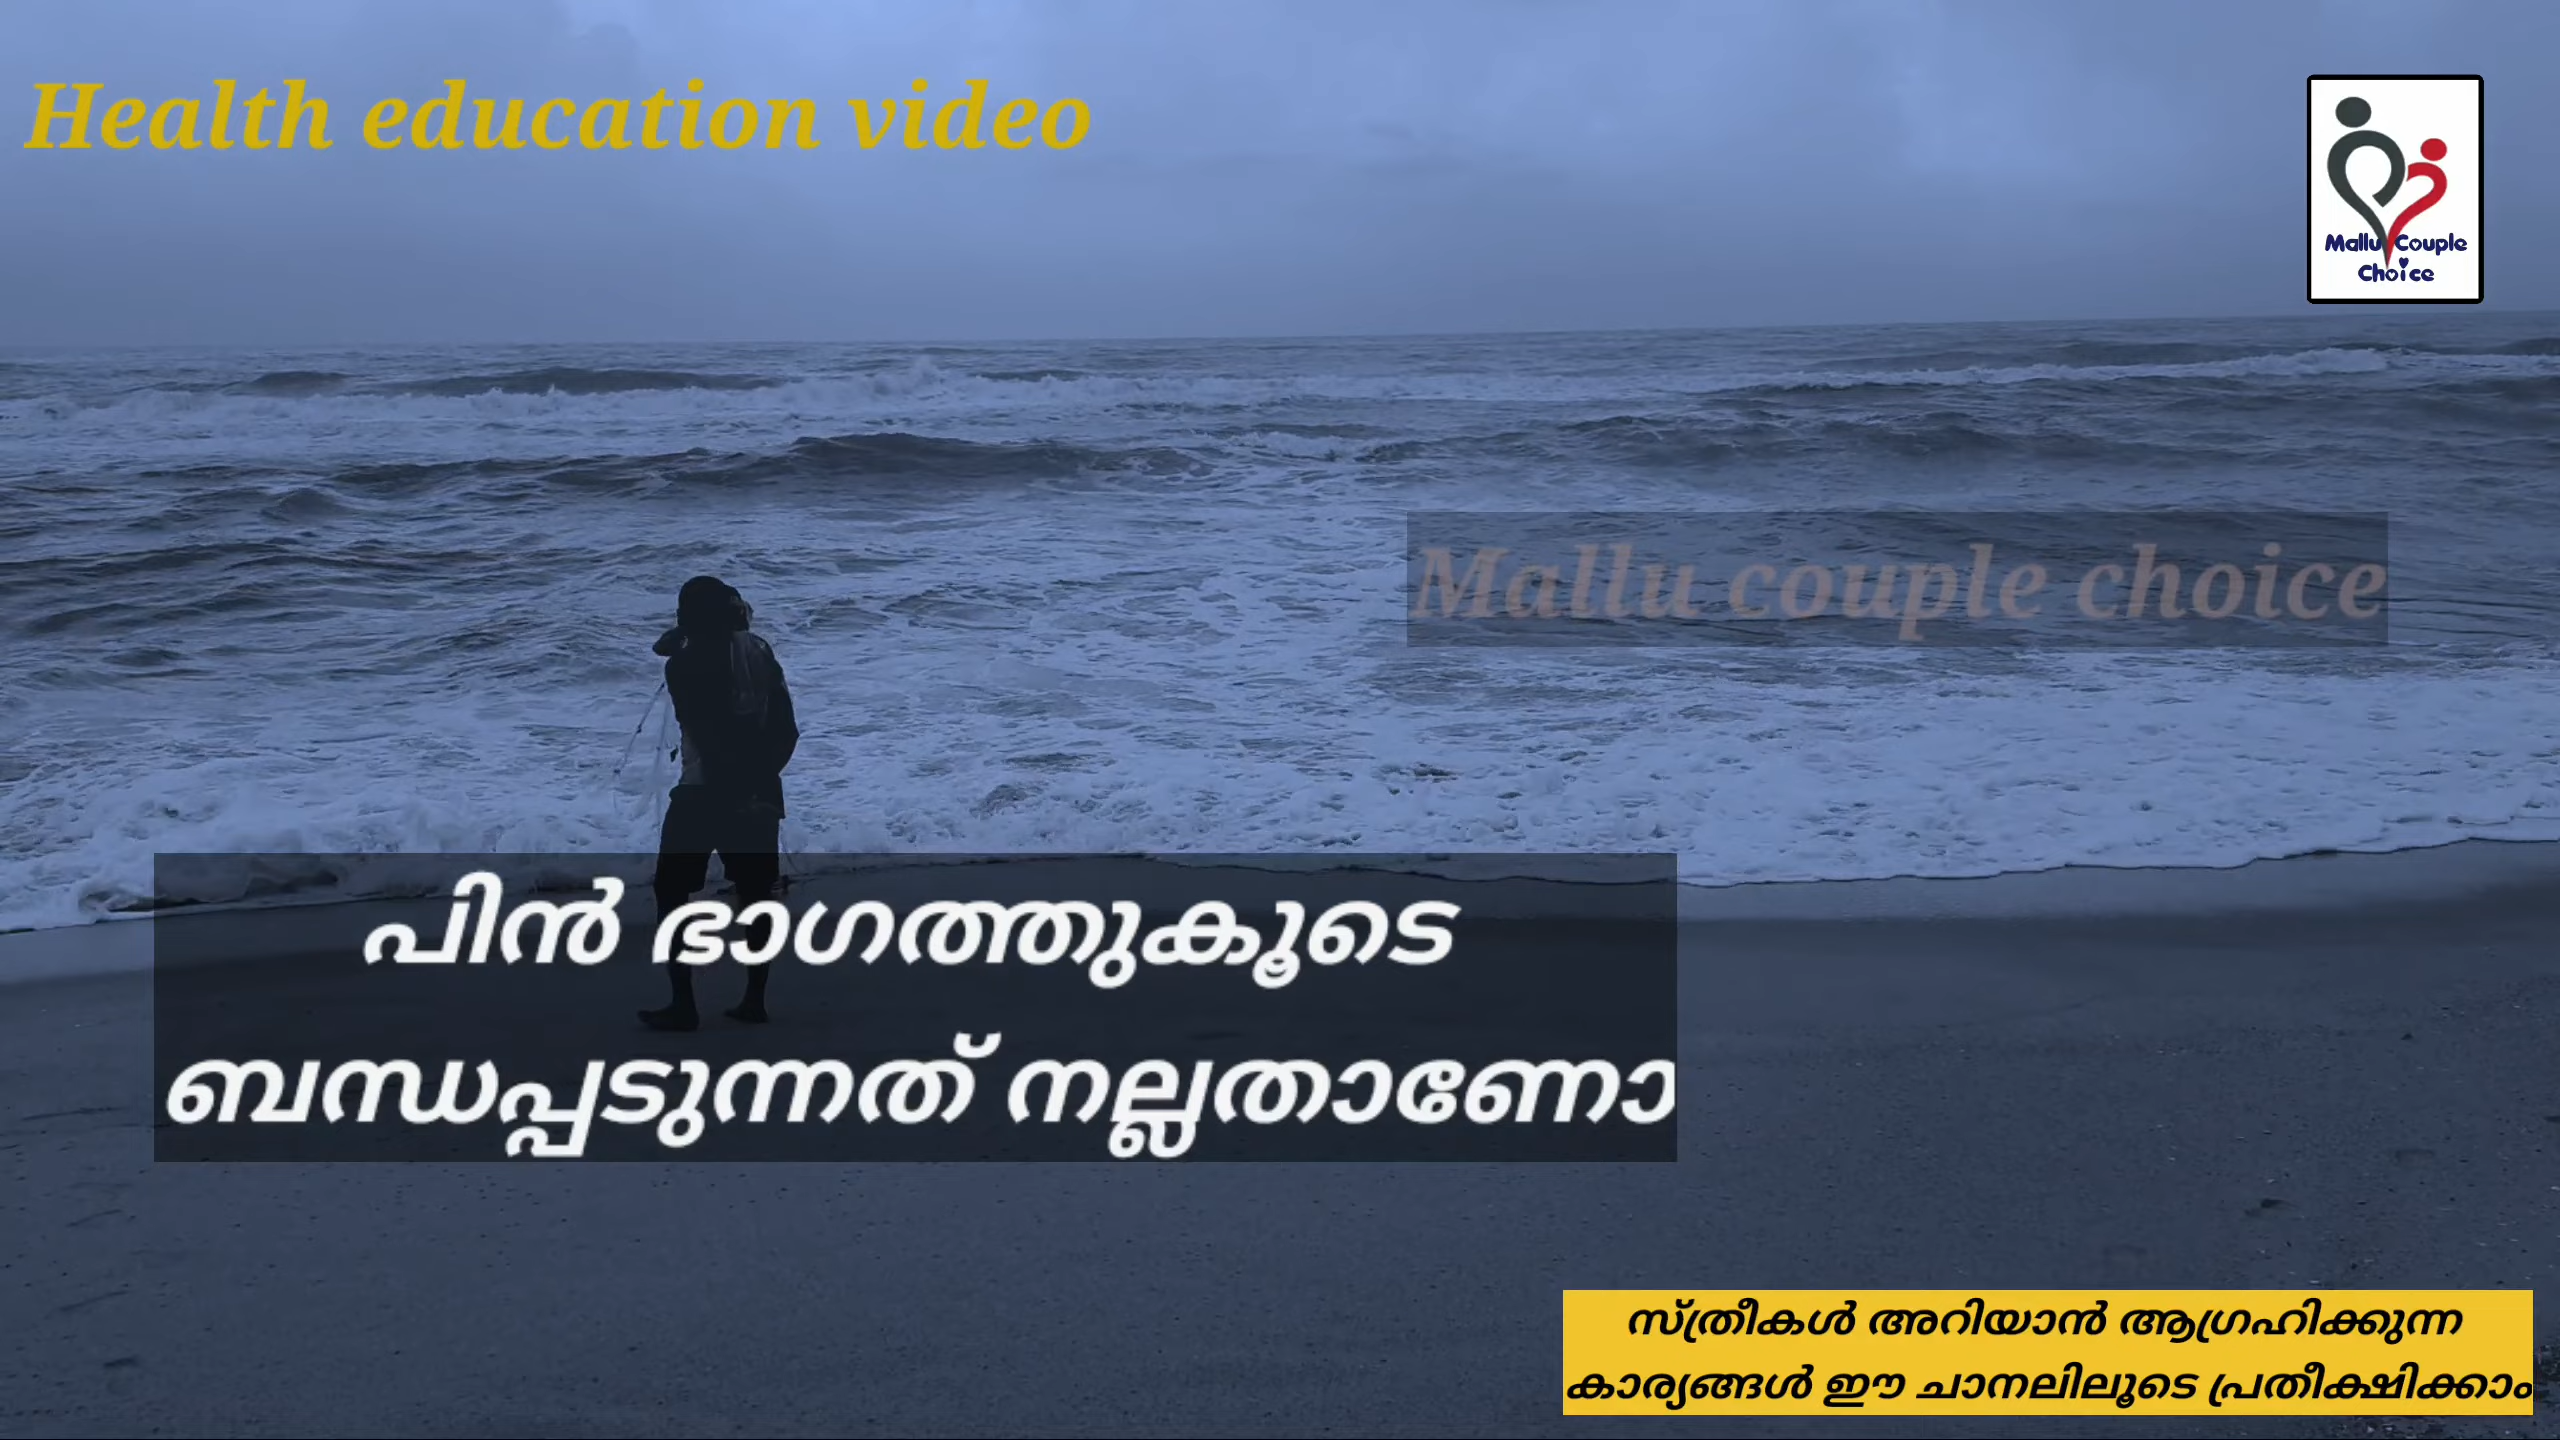 Health education video
Mallu Couple
Choice
Mallu couple choice
പിൻ ഭാഗത്തുകൂടെ
ബന്ധപ്പെടുന്നത് നല്ലതാണോ
സ്ത്രീകൾ അറിയാൻ ആഗ്രഹിക്കുന്ന
കാര്യങ്ങൾ ഈ ചാനലിലൂടെ പ്രതീക്ഷിക്കാം